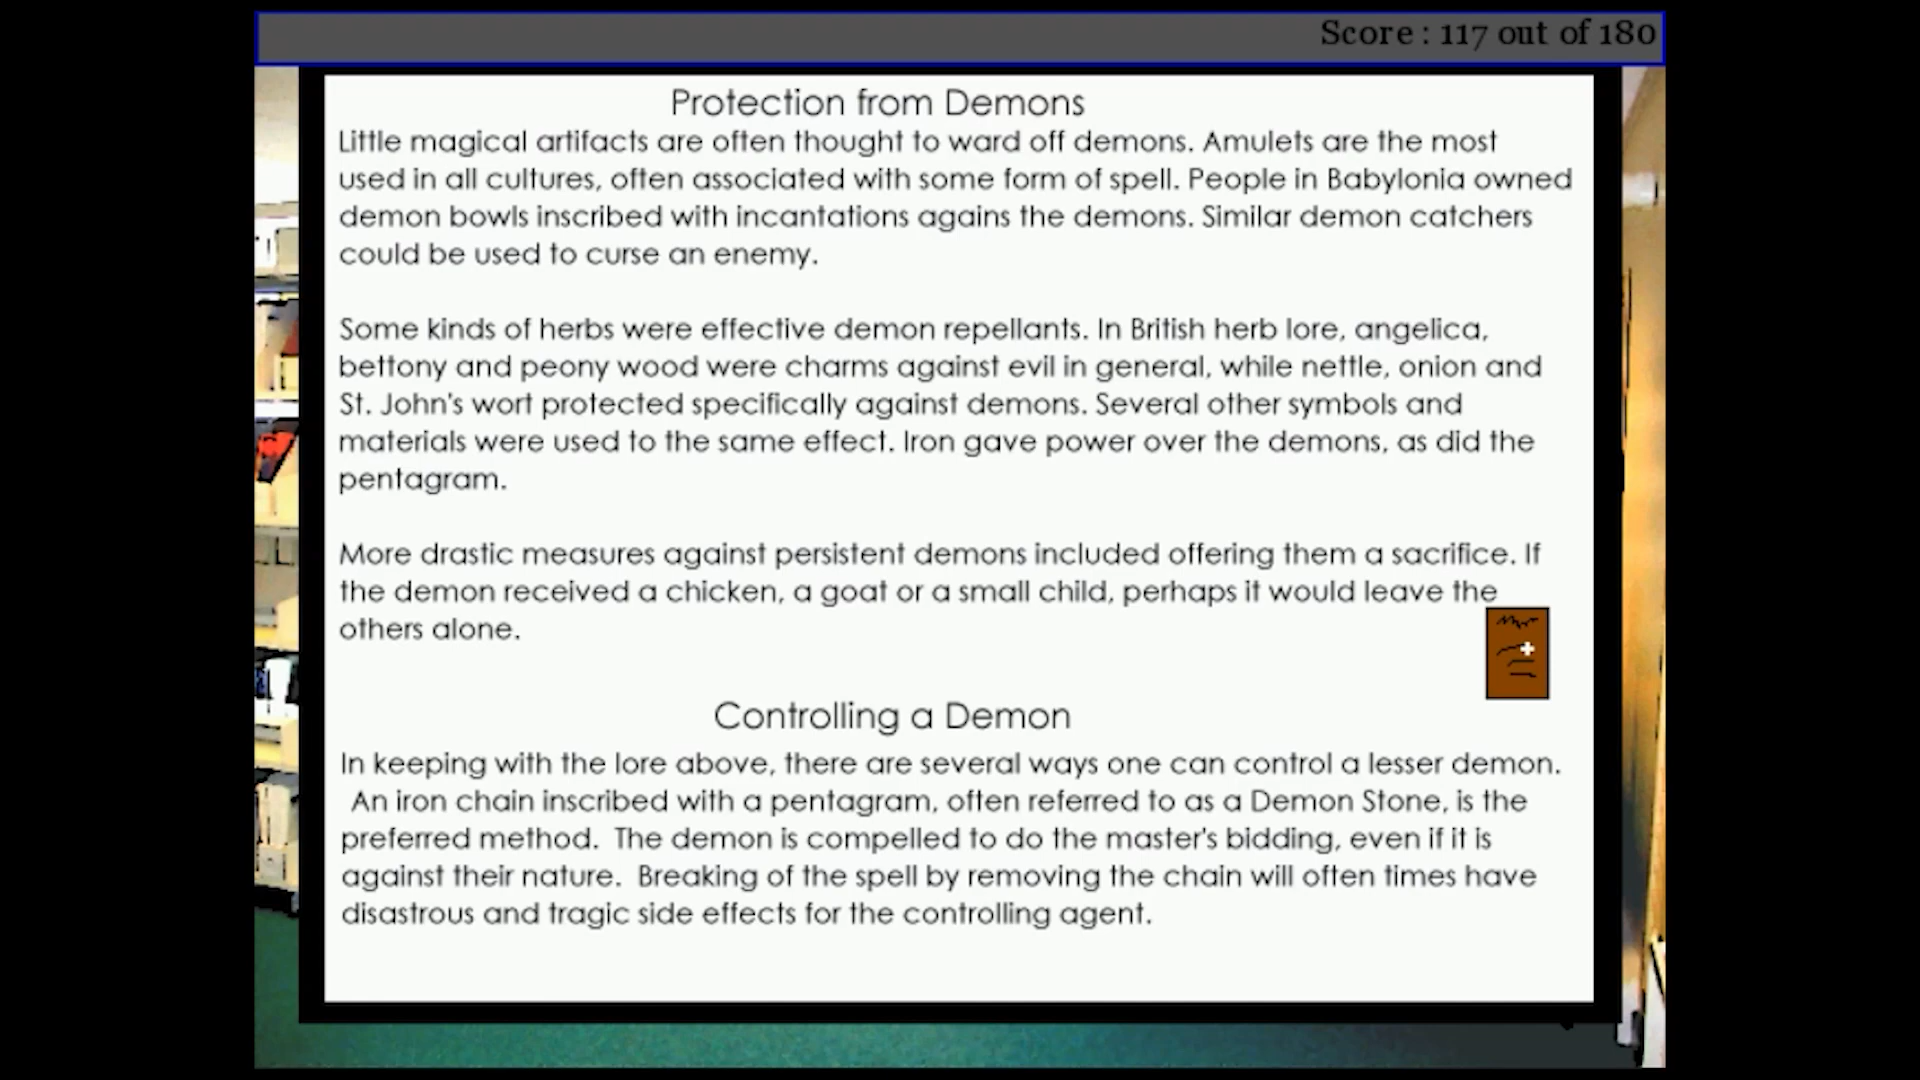 Score : 117 out of 180
Protection from Demons
Little magical artifacts are often thought to ward off demons. Amulets are the most
used in all cultures, often associated with some form of spell. People in Babylonia owned
demon bowls inscribed with incantations agains the demons. Similar demon catchers
could be used to curse an enemy.
Some kinds of herbs were effective demon repellants. In British herb lore, angelica,
bettony and peony wood were charms against evil in general, while nettle, onion and
St. John's wort protected specifically against demons. Several other symbols and
materials were used to the same effect. Iron gave power over the demons, as did the
pentagram.
More drastic measures against persistent demons included offering them a sacrifice. If
the demon received a chicken, a goat or a small child, perhaps it would leave the
others alone.
Controlling a Demon
In keeping with the lore above, there are several ways one can control a lesser demon.
An iron chain inscribed with a pentagram, often referred to as a Demon Stone, is the
preferred method.  The demon is compelled to do the master's bidding, even if it is
against their nature.  Breaking of the spell by removing the chain will often times have
disastrous and tragic side effects for the controlling agent.